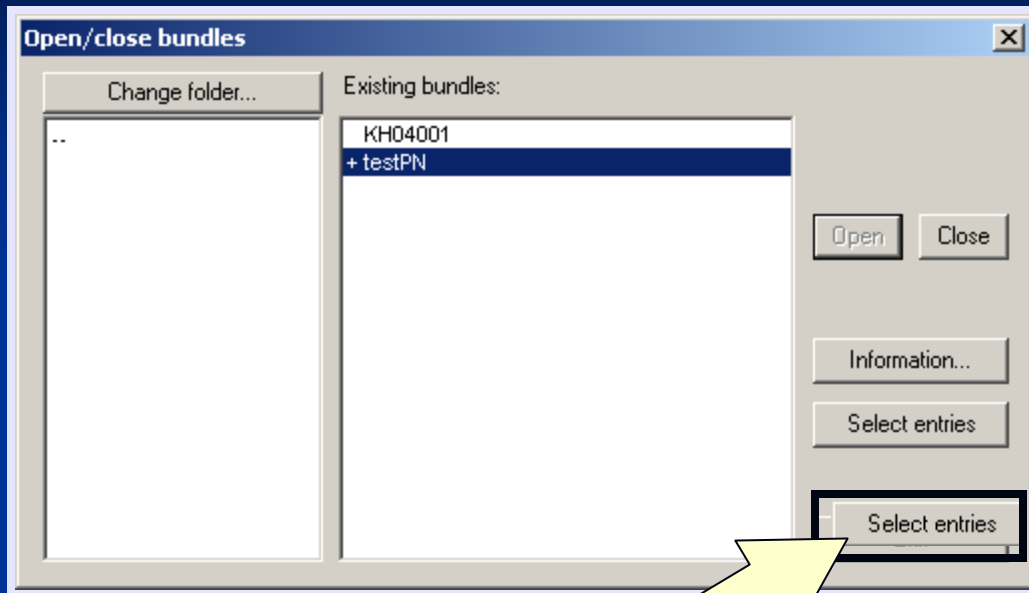 Open/close bundles
Change folder...
Existing bundles:
..
KH04001
+ testPN
Open
Close
Information...
Select entries
Select entries